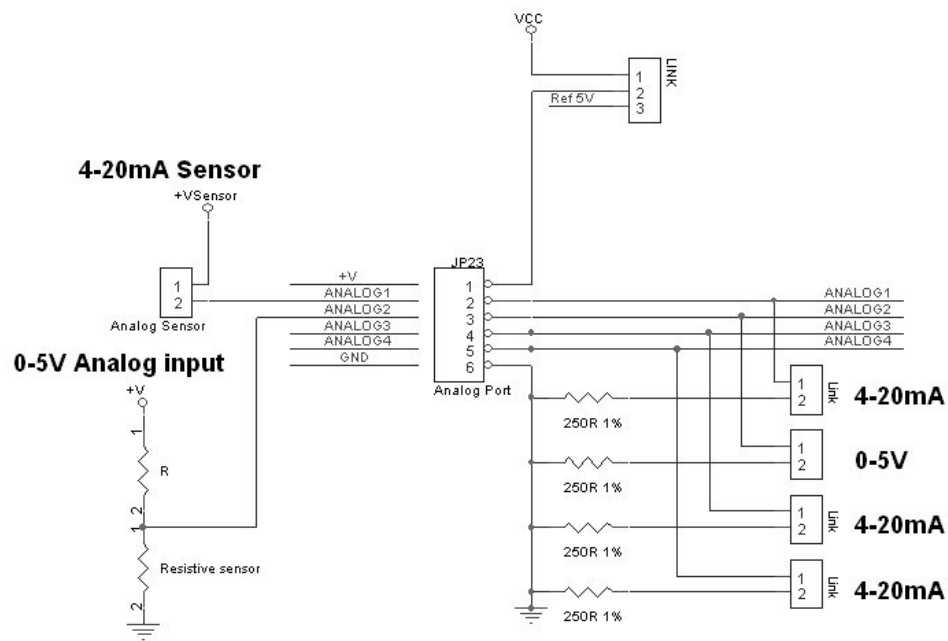 VCC
LINK
1
2
Ref 5V
3
4-20mA Sensor
+VSensor
1
2
Analog Sensor
JP23
+V
1
ANALOG1
2
ANALOG1
ANALOG2
3
ANALOG2
ANALOG3
4
ANALOG3
ANALOG4
5
ANALOG4
GND
6
Analog Port
0-5V Analog input
+V
1
R
2
1
Resistive sensor
2
1
2
Link
4-20mA
250R 1%
1
2
Link
0-5V
250R 1%
1
2
Link
4-20mA
250R 1%
1
2
Link
4-20mA
250R 1%